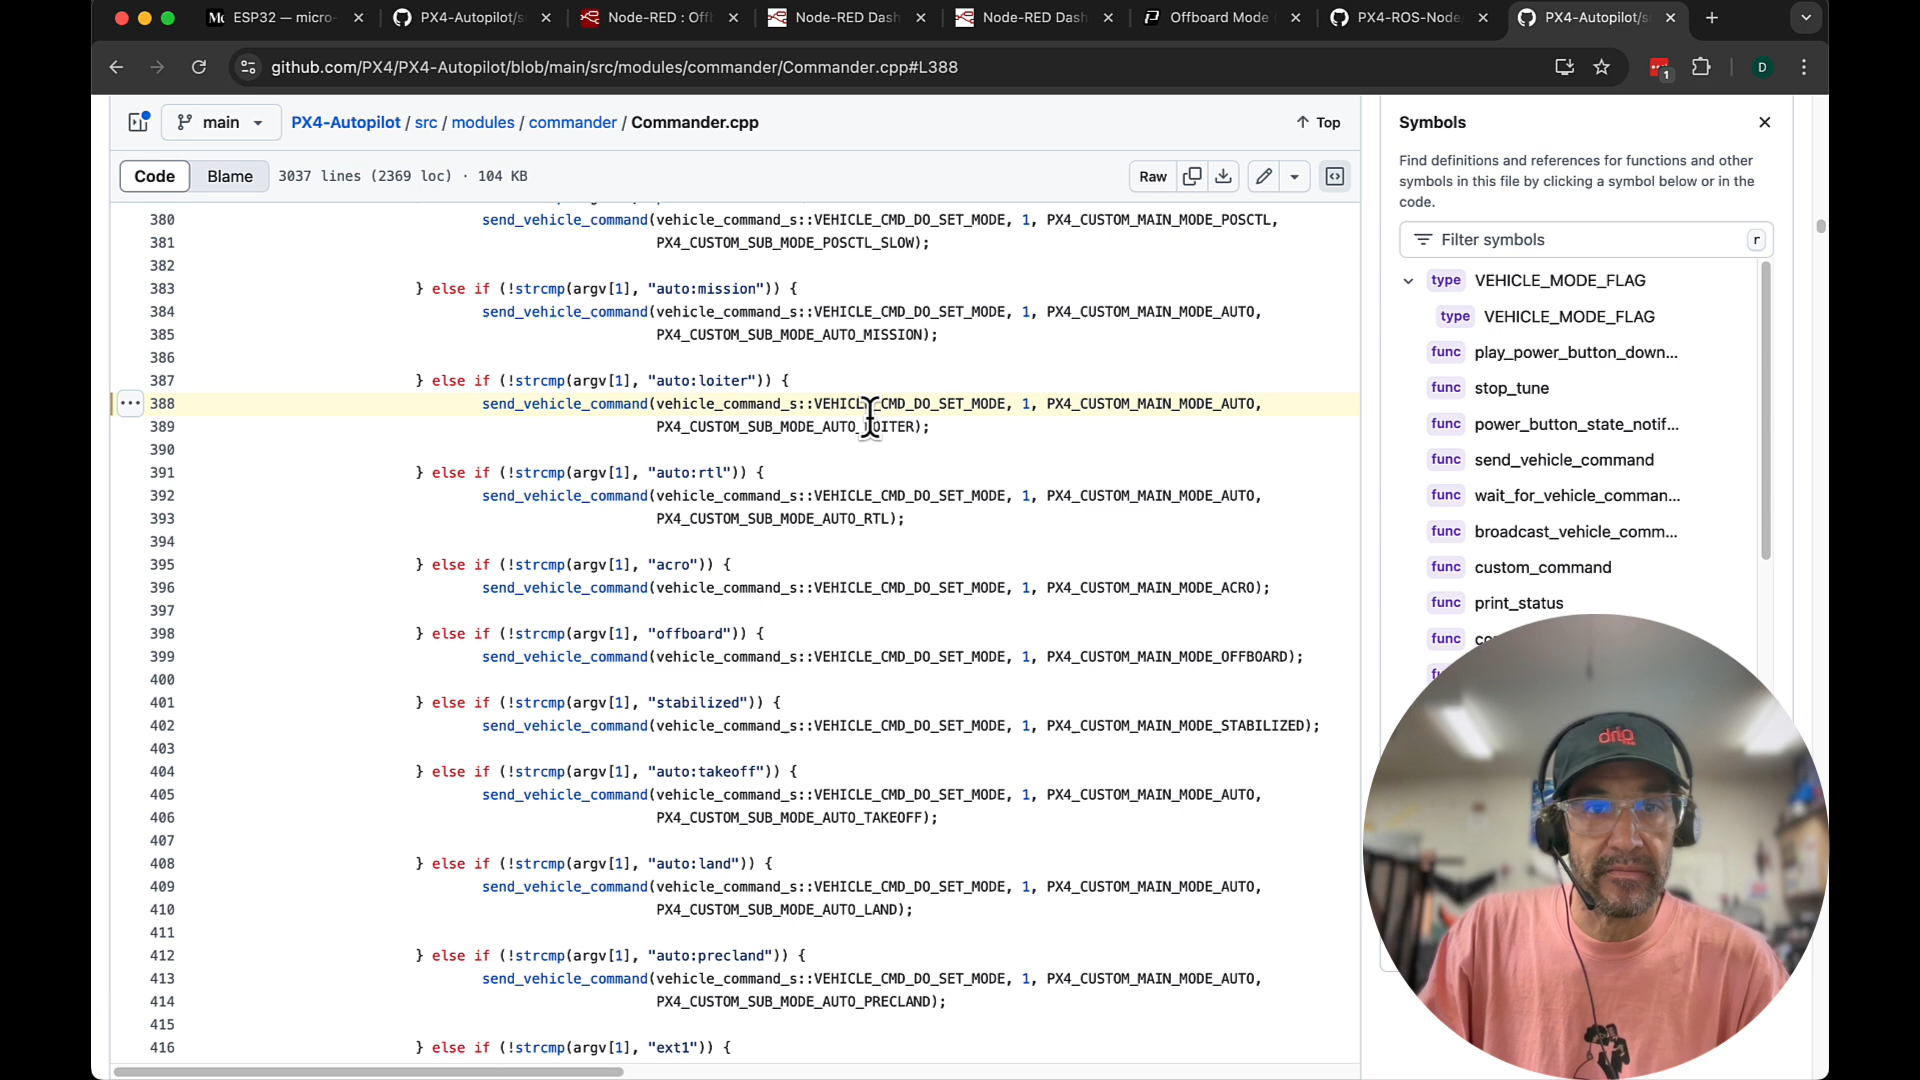 ESP32 — micro-
PX4-Autopilot/s
Node-RED : Off
Node-RED Dash
Node-RED Dash
Offboard Mode
PX4-ROS-Node
PX4-Autopilot/s
github.com/PX4/PX4-Autopilot/blob/main/src/modules/commander/Commander.cpp#L388
1
D
main
PX4-Autopilot / src / modules / commander / Commander.cpp
Top
Code
Blame
3037 lines (2369 loc) · 104 KB
Raw
380 send_vehicle_command(vehicle_command_s::VEHICLE_CMD_DO_SET_MODE, 1, PX4_CUSTOM_MAIN_MODE_POSCTL,
381 PX4_CUSTOM_SUB_MODE_POSCTL_SLOW);
382
383 } else if (!strcmp(argv[1], "auto:mission")) {
384 send_vehicle_command(vehicle_command_s::VEHICLE_CMD_DO_SET_MODE, 1, PX4_CUSTOM_MAIN_MODE_AUTO,
385 PX4_CUSTOM_SUB_MODE_AUTO_MISSION);
386
387 } else if (!strcmp(argv[1], "auto:loiter")) {
388 send_vehicle_command(vehicle_command_s::VEHICLE_CMD_DO_SET_MODE, 1, PX4_CUSTOM_MAIN_MODE_AUTO,
389 PX4_CUSTOM_SUB_MODE_AUTO_LOITER);
390
391 } else if (!strcmp(argv[1], "auto:rtl")) {
392 send_vehicle_command(vehicle_command_s::VEHICLE_CMD_DO_SET_MODE, 1, PX4_CUSTOM_MAIN_MODE_AUTO,
393 PX4_CUSTOM_SUB_MODE_AUTO_RTL);
394
395 } else if (!strcmp(argv[1], "acro")) {
396 send_vehicle_command(vehicle_command_s::VEHICLE_CMD_DO_SET_MODE, 1, PX4_CUSTOM_MAIN_MODE_ACRO);
397
398 } else if (!strcmp(argv[1], "offboard")) {
399 send_vehicle_command(vehicle_command_s::VEHICLE_CMD_DO_SET_MODE, 1, PX4_CUSTOM_MAIN_MODE_OFFBOARD);
400
401 } else if (!strcmp(argv[1], "stabilized")) {
402 send_vehicle_command(vehicle_command_s::VEHICLE_CMD_DO_SET_MODE, 1, PX4_CUSTOM_MAIN_MODE_STABILIZED);
403
404 } else if (!strcmp(argv[1], "auto:takeoff")) {
405 send_vehicle_command(vehicle_command_s::VEHICLE_CMD_DO_SET_MODE, 1, PX4_CUSTOM_MAIN_MODE_AUTO,
406 PX4_CUSTOM_SUB_MODE_AUTO_TAKEOFF);
407
408 } else if (!strcmp(argv[1], "auto:land")) {
409 send_vehicle_command(vehicle_command_s::VEHICLE_CMD_DO_SET_MODE, 1, PX4_CUSTOM_MAIN_MODE_AUTO,
410 PX4_CUSTOM_SUB_MODE_AUTO_LAND);
411
412 } else if (!strcmp(argv[1], "auto:precland")) {
413 send_vehicle_command(vehicle_command_s::VEHICLE_CMD_DO_SET_MODE, 1, PX4_CUSTOM_MAIN_MODE_AUTO,
414 PX4_CUSTOM_SUB_MODE_AUTO_PRECLAND);
415
416 } else if (!strcmp(argv[1], "ext1")) {
Symbols
Find definitions and references for functions and other
symbols in this file by clicking a symbol below or in the
code.
Filter symbols
r
type VEHICLE_MODE_FLAG
type VEHICLE_MODE_FLAG
func play_power_button_down...
func stop_tune
func power_button_state_notif...
func send_vehicle_command
func wait_for_vehicle_comman...
func broadcast_vehicle_comm...
func custom_command
func print_status
func
drip